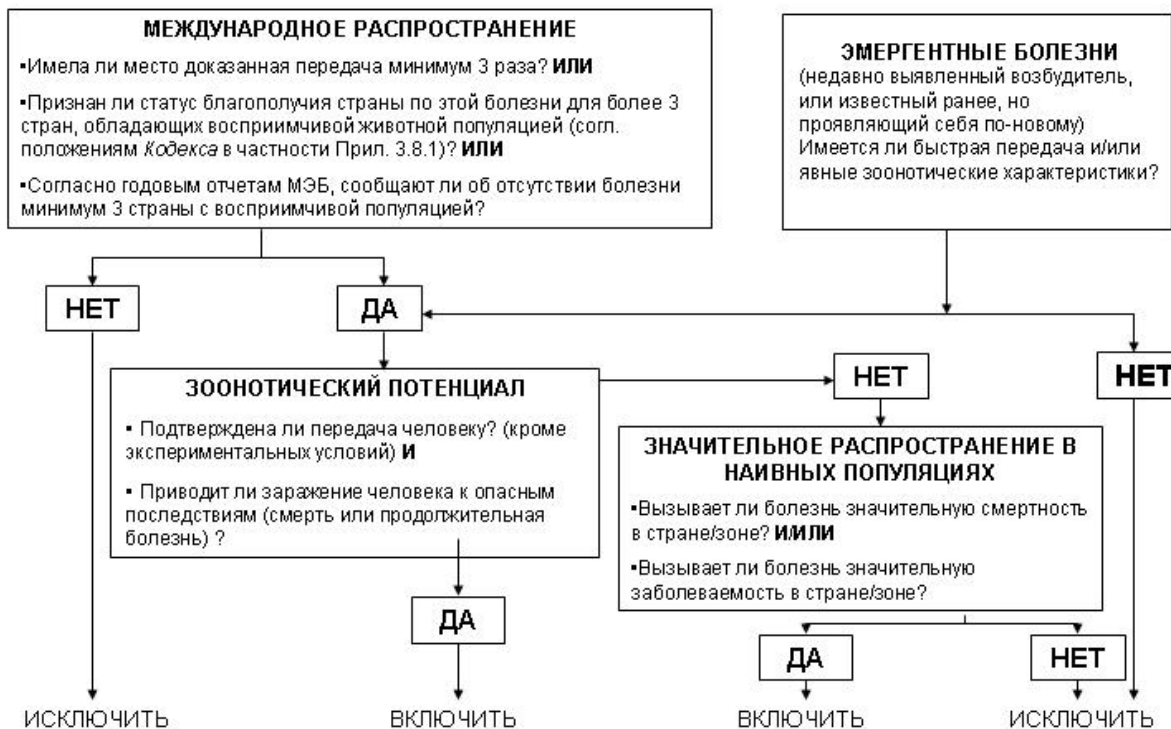 МЕЖДУНАРОДНОЕ РАСПРОСТРАНЕНИЕ
▪Имела ли место доказанная передача минимум 3 раза? ИЛИ
▪Признан ли статус благополучия страны по этой болезни для более 3
стран, обладающих восприимчивой животной популяцией (согл.
положениям Кодекса в частности Прил. 3.8.1)? ИЛИ
▪Согласно годовым отчетам МЭБ, сообщают ли об отсутствии болезни
минимум 3 страны с восприимчивой популяцией?
ЭМЕРГЕНТНЫЕ БОЛЕЗНИ
(недавно выявленный возбудитель,
или известный ранее, но
проявляющий себя по-новому)
Имеется ли быстрая передача и/или
явные зоонотические характеристики?
НЕТ
ДА
ЗООНОТИЧЕСКИЙ ПОТЕНЦИАЛ
▪ Подтверждена ли передача человеку? (кроме
экспериментальных условий) И
▪ Приводит ли заражение человека к опасным
последствиям (смерть или продолжительная
болезнь) ?
НЕТ
НЕТ
ЗНАЧИТЕЛЬНОЕ РАСПРОСТРАНЕНИЕ В
НАИВНЫХ ПОПУЛЯЦИЯХ
▪Вызывает ли болезнь значительную смертность
в стране/зоне? И/ИЛИ
▪Вызывает ли болезнь значительную
заболеваемость в стране/зоне?
ДА
ДА
НЕТ
ИСКЛЮЧИТЬ
ВКЛЮЧИТЬ
ВКЛЮЧИТЬ
ИСКЛЮЧИТЬ